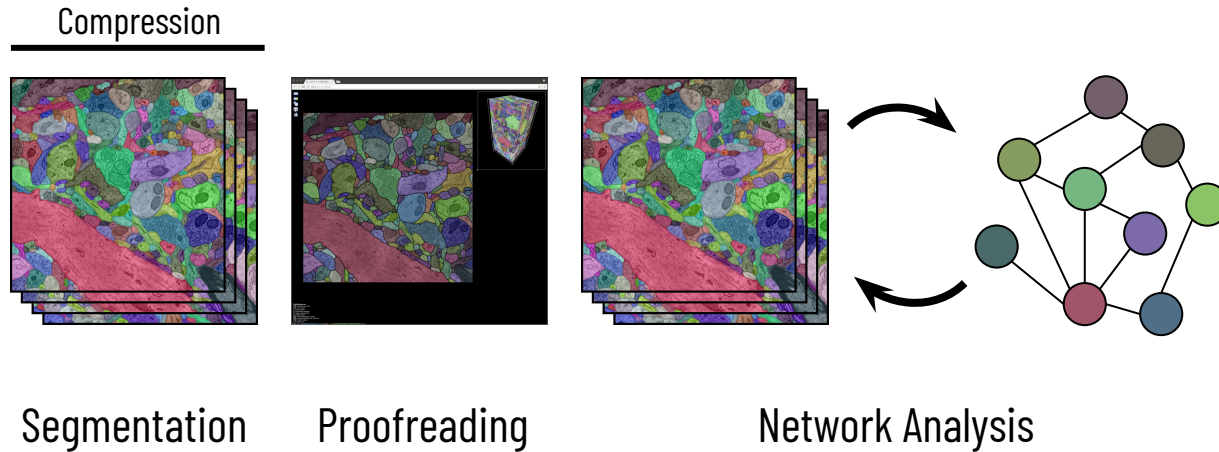 Compression
Segmentation
Proofreading
Network Analysis